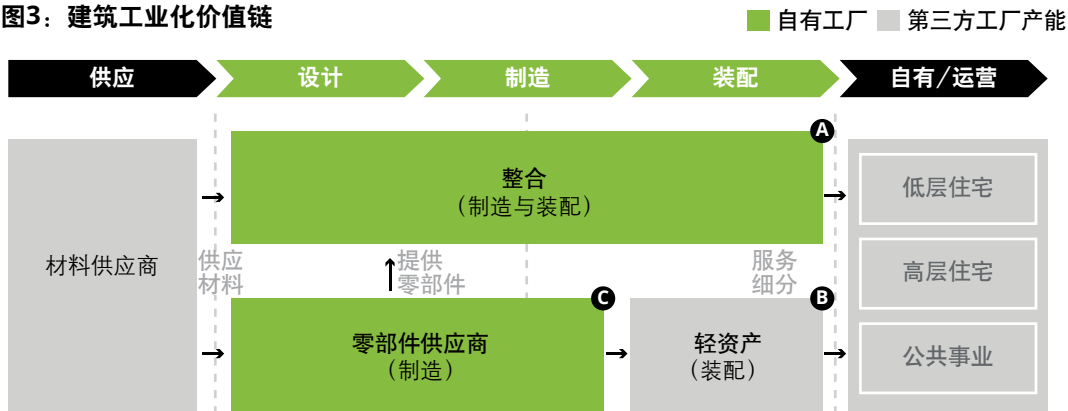 图3：建筑工业化价值链
自有工厂 第三方工厂产能
供应 设计 制造 装配 自有/运营
A
整合
（制造与装配）
材料供应商
供应
材料
提供
零部件
服务
细分
C
零部件供应商
（制造）
B
轻资产
（装配）
低层住宅
高层住宅
公共事业